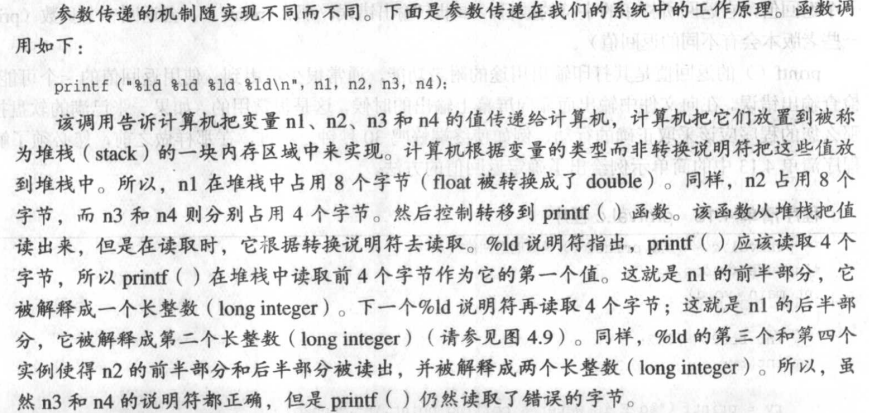 参数传递的机制随实现不同而不同。下面是参数传递在我们的系统中的工作原理。函数调
用如下：
printf ("%ld %ld %ld %ld\n", n1, n2, n3, n4);
该调用告诉计算机把变量 n1、n2、n3 和 n4 的值传递给计算机，计算机把它们放置到被称
为堆栈（stack）的一块内存区域中来实现。计算机根据变量的类型而非转换说明符把这些值放
到堆栈中。所以，n1 在堆栈中占用 8 个字节（float 被转换成了 double）。同样，n2 占用 8 个
字节，而 n3 和 n4 则分别占用 4 个字节。然后控制转移到 printf（）函数。该函数从堆栈把值
读出来，但是在读取时，它根据转换说明符去读取。%ld 说明符指出，printf（）应该读取 4 个
字节，所以 printf（）在堆栈中读取前 4 个字节作为它的第一个值。这就是 n1 的前半部分，它
被解释成一个长整数（long integer）。下一个%ld 说明符再读取 4 个字节；这就是 n1 的后半部
分，它被解释成第二个长整数（long integer）（请参见图 4.9）。同样，%ld 的第三个和第四个
实例使得 n2 的前半部分和后半部分被读出，并被解释成两个长整数（long integer）。所以，虽
然 n3 和 n4 的说明符都正确，但是 printf（）仍然读取了错误的字节。